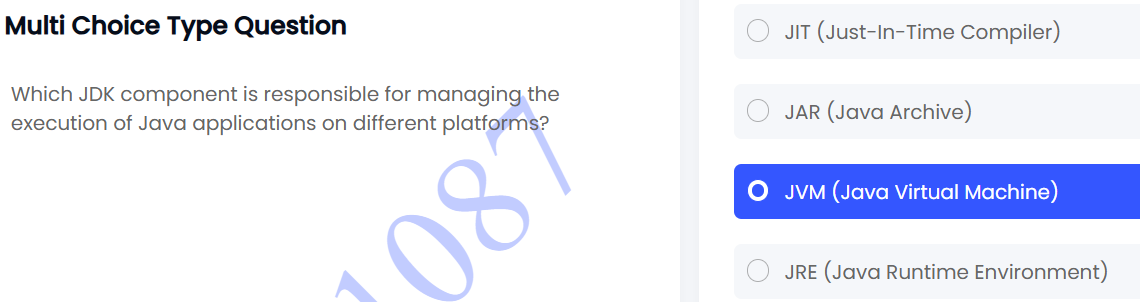 Multi Choice Type Question
Which JDK component is responsible for managing the
execution of Java applications on different platforms?
1087
JIT (Just-In-Time Compiler)
JAR (Java Archive)
JVM (Java Virtual Machine)
JRE (Java Runtime Environment)